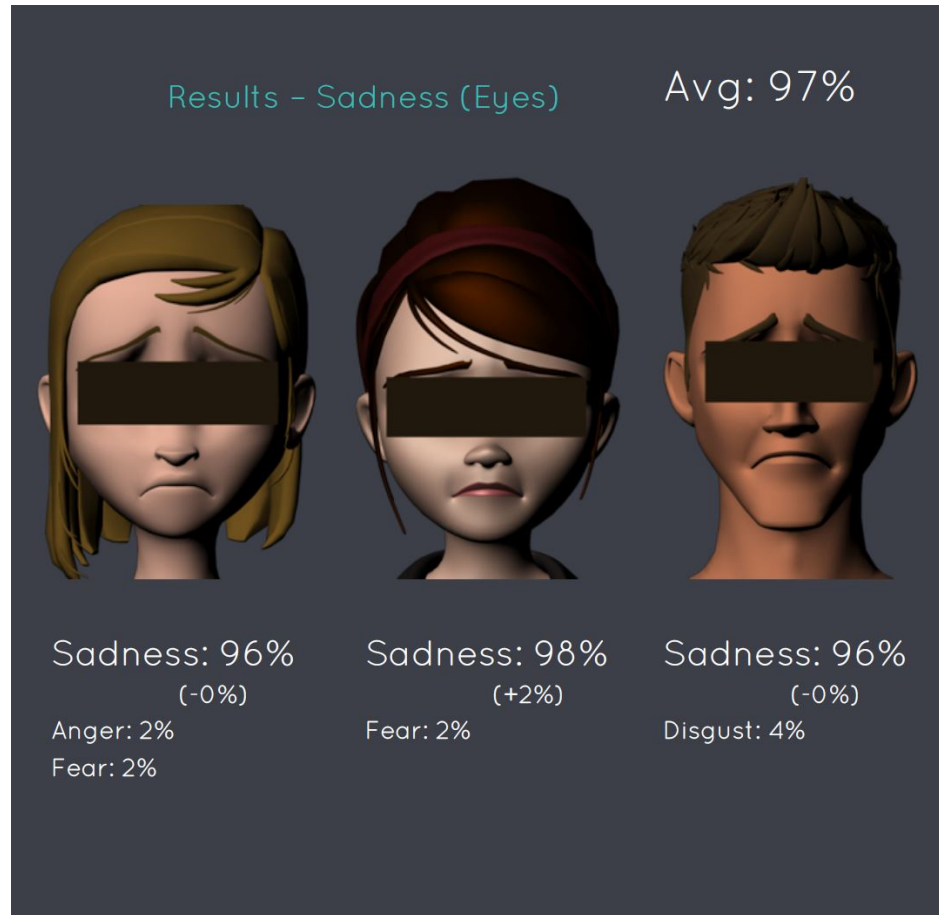 Results – Sadness (Eyes)
Avg: 97%
Sadness: 96%
(-0%)
Anger: 2%
Fear: 2%
Sadness: 98%
(+2%)
Fear: 2%
Sadness: 96%
(-0%)
Disgust: 4%